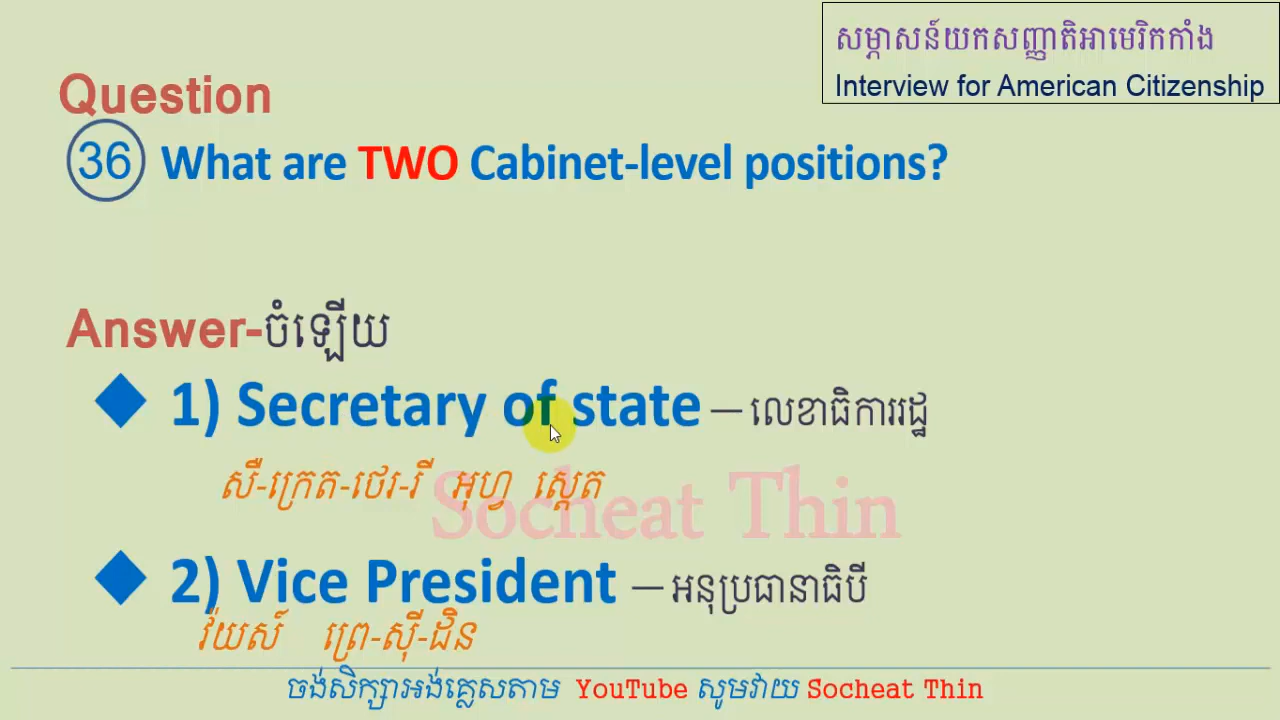 សម្ភាសន៍យកសញ្ជាតិអាមេរិកកាំង
Interview for American Citizenship
Question
36 What are TWO Cabinet-level positions?
Answer-ចំឡើយ
1) Secretary of state – លេខាធិការរដ្ឋ
សឺ-ក្រេត-ថេរ-រី អុហ្វ ស្តេត
Socheat Thin
2) Vice President – អនុប្រធានាធិបី
វ៉យស៍ ព្រេ-ស៊ី-ដិន
ចង់សិក្សាអង់គ្លេសតាម YouTube សូមវាយ Socheat Thin